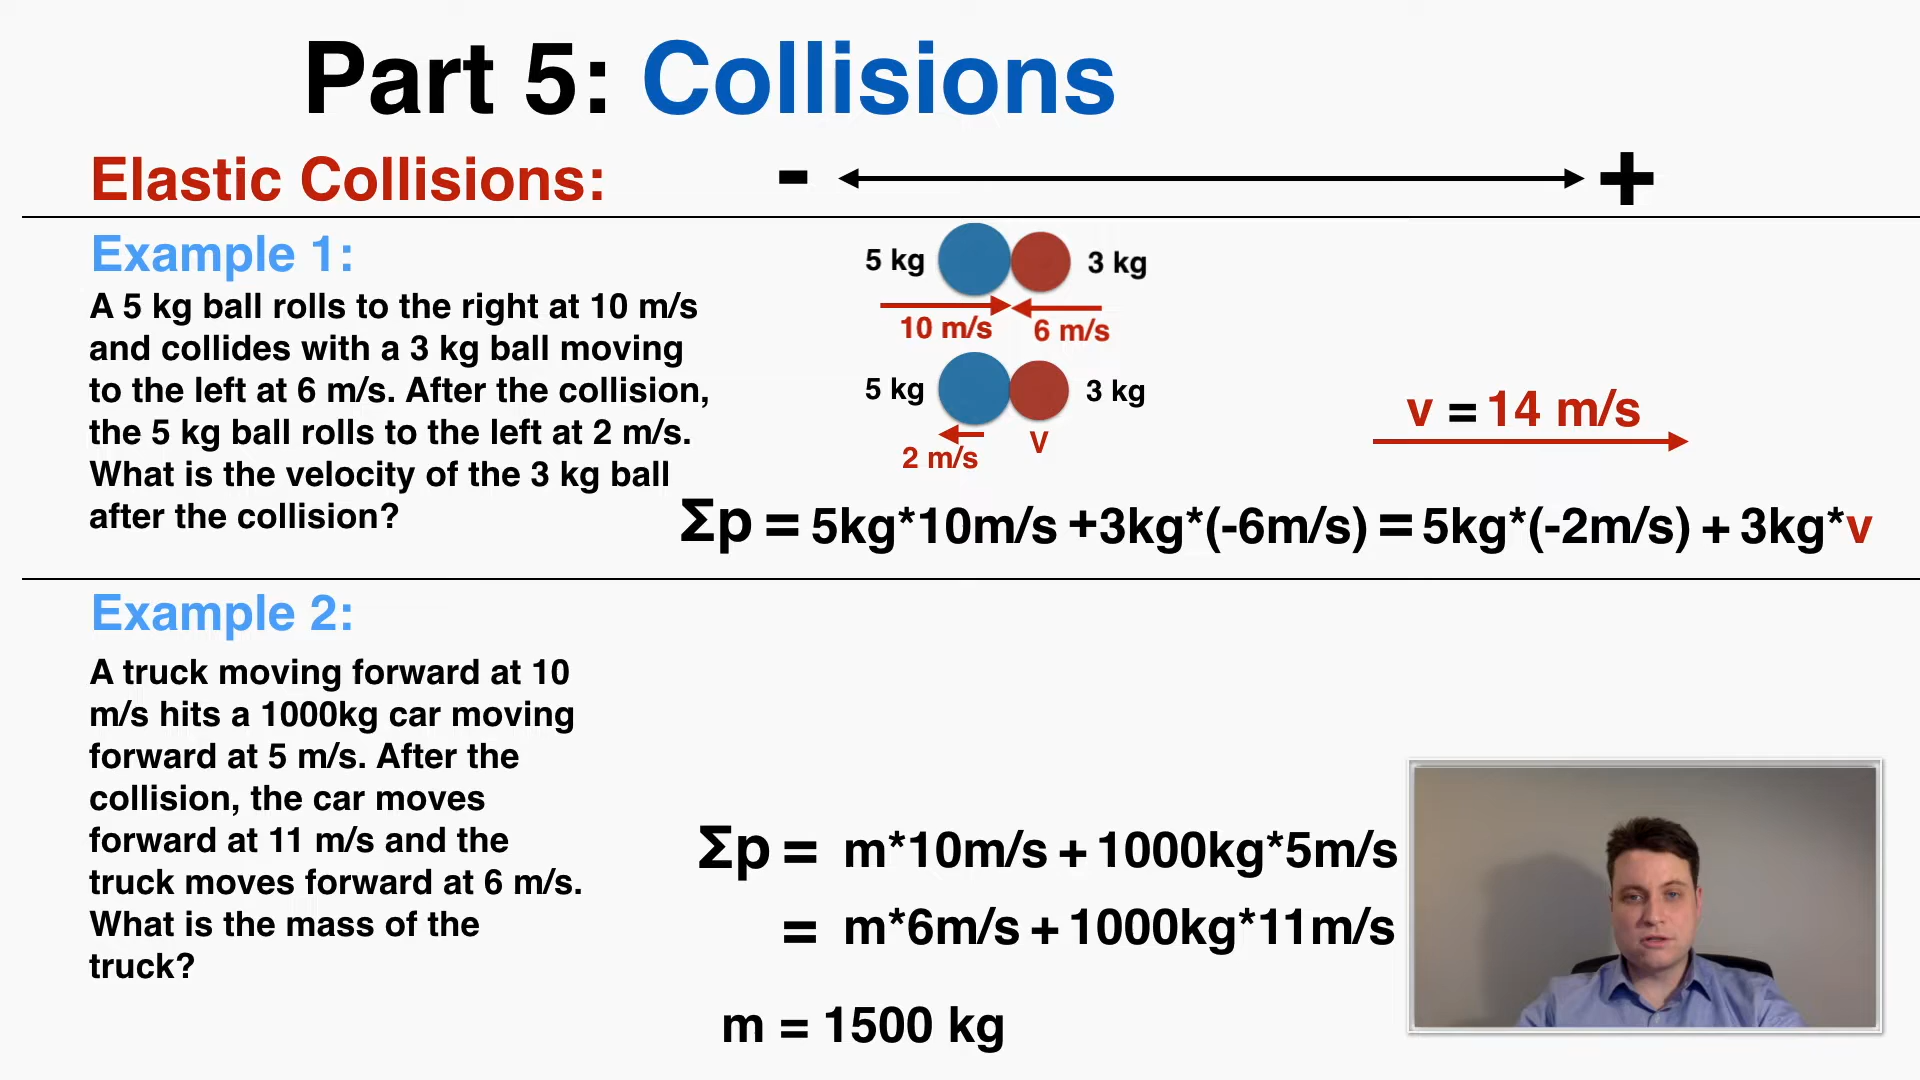 Part 5: Collisions
Elastic Collisions:
- +
Example 1:
A 5 kg ball rolls to the right at 10 m/s
and collides with a 3 kg ball moving
to the left at 6 m/s. After the collision,
the 5 kg ball rolls to the left at 2 m/s.
What is the velocity of the 3 kg ball
after the collision?
5 kg 3 kg
10 m/s 6 m/s
5 kg 3 kg
2 m/s v
v = 14 m/s
Σp = 5kg*10m/s +3kg*(-6m/s) = 5kg*(-2m/s) + 3kg*v
Example 2:
A truck moving forward at 10
m/s hits a 1000kg car moving
forward at 5 m/s. After the
collision, the car moves
forward at 11 m/s and the
truck moves forward at 6 m/s.
What is the mass of the
truck?
Σp = m*10m/s + 1000kg*5m/s
= m*6m/s + 1000kg*11m/s
m = 1500 kg